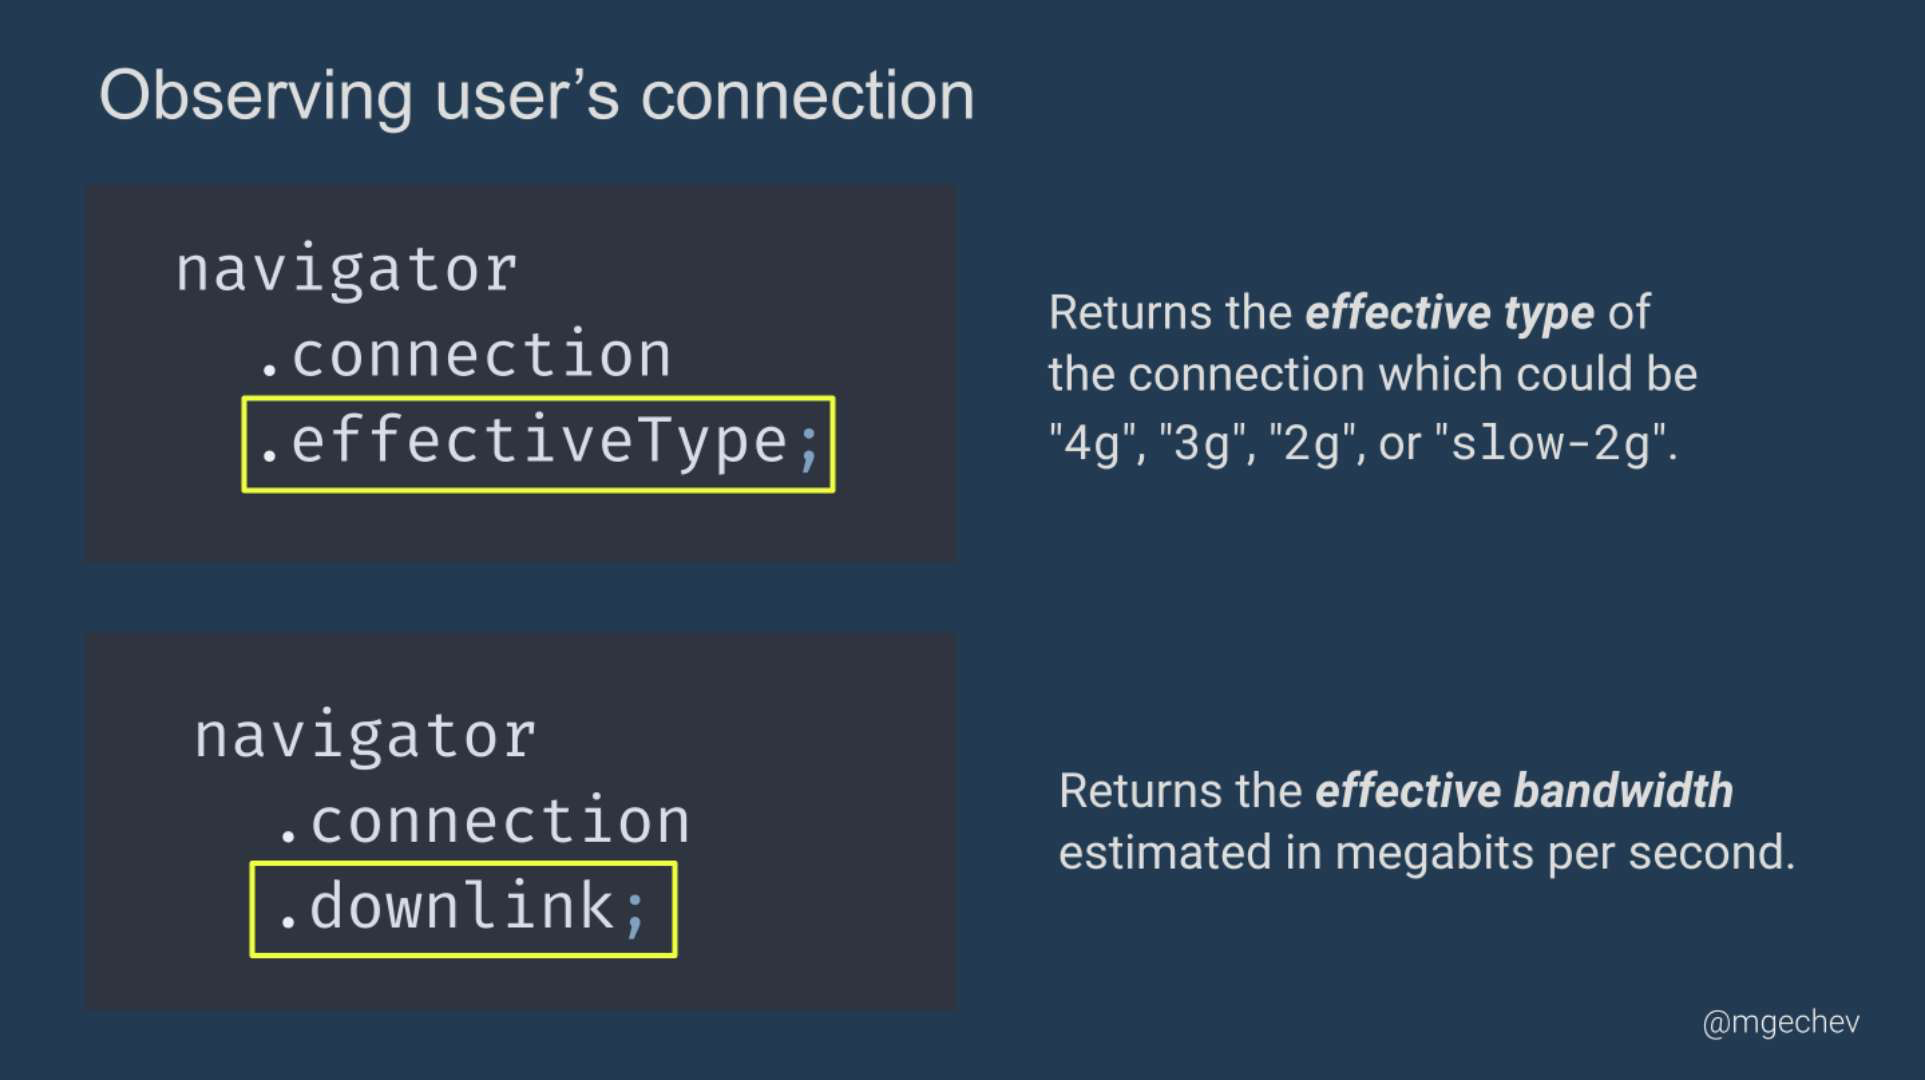 Observing user’s connection
navigator
.connection
.effectiveType;
Returns the effective type of
the connection which could be
"4g", "3g", "2g", or "slow-2g".
navigator
.connection
.downlink;
Returns the effective bandwidth
estimated in megabits per second.
@mgechev